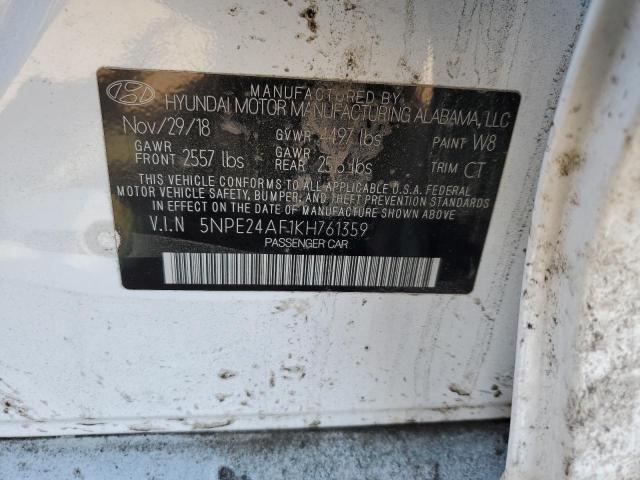 MANUFACTURED BY
HYUNDAI MOTOR MANUFACTURING ALABAMA, LLC
Nov/29/18 GVWR 4497 lbs PAINT W8
GAWR FRONT 2557 lbs GAWR REAR lbs TRIM CT
THIS VEHICLE CONFORMS TO ALL APPLICABLE U.S.A. FEDERAL
MOTOR VEHICLE SAFETY, BUMPER, AND THEFT PREVENTION STANDARDS
IN EFFECT ON THE DATE OF MANUFACTURE SHOWN ABOVE.
V.I.N 5NPE24AF1KH761359
PASSENGER CAR